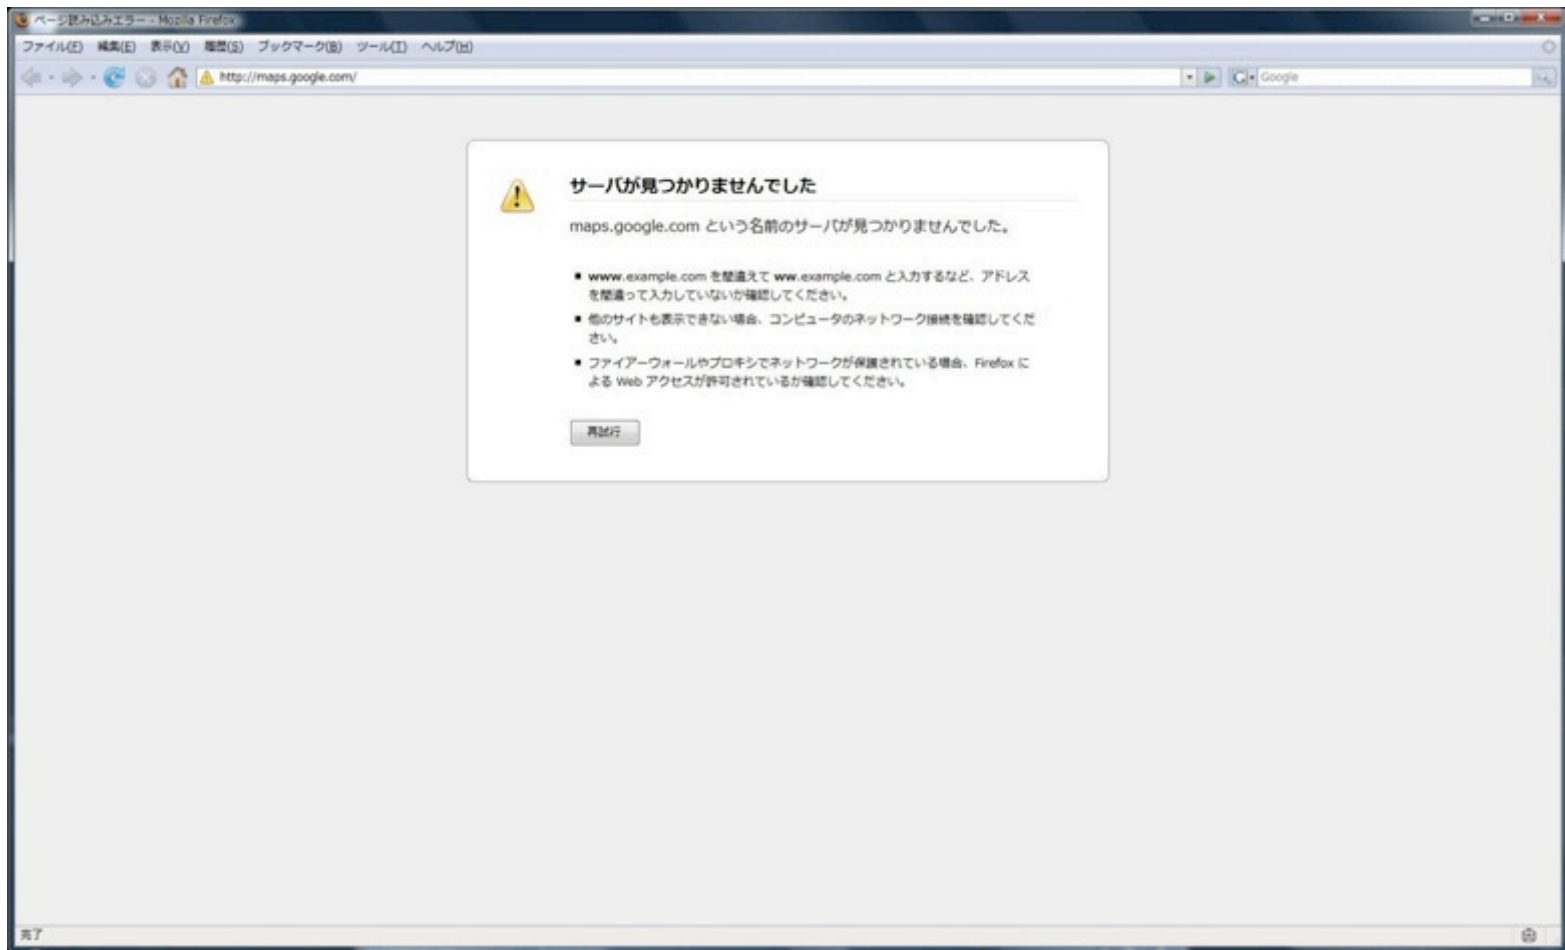 ページ読み込みエラー - Mozilla Firefox
ファイル(F) 編集(E) 表示(V) 履歴(S) ブックマーク(B) ツール(T) ヘルプ(H)
http://maps.google.com/ Google
サーバが見つかりませんでした
maps.google.com という名前のサーバが見つかりませんでした。
www.example.com を間違えて ww.example.com と入力するなど、アドレス
を間違って入力していないか確認してください。
他のサイトも表示できない場合、コンピュータのネットワーク接続を確認してくだ
さい。
ファイアーウォールやプロキシでネットワークが保護されている場合、Firefox に
よる Web アクセスが許可されているか確認してください。
再試行
完了